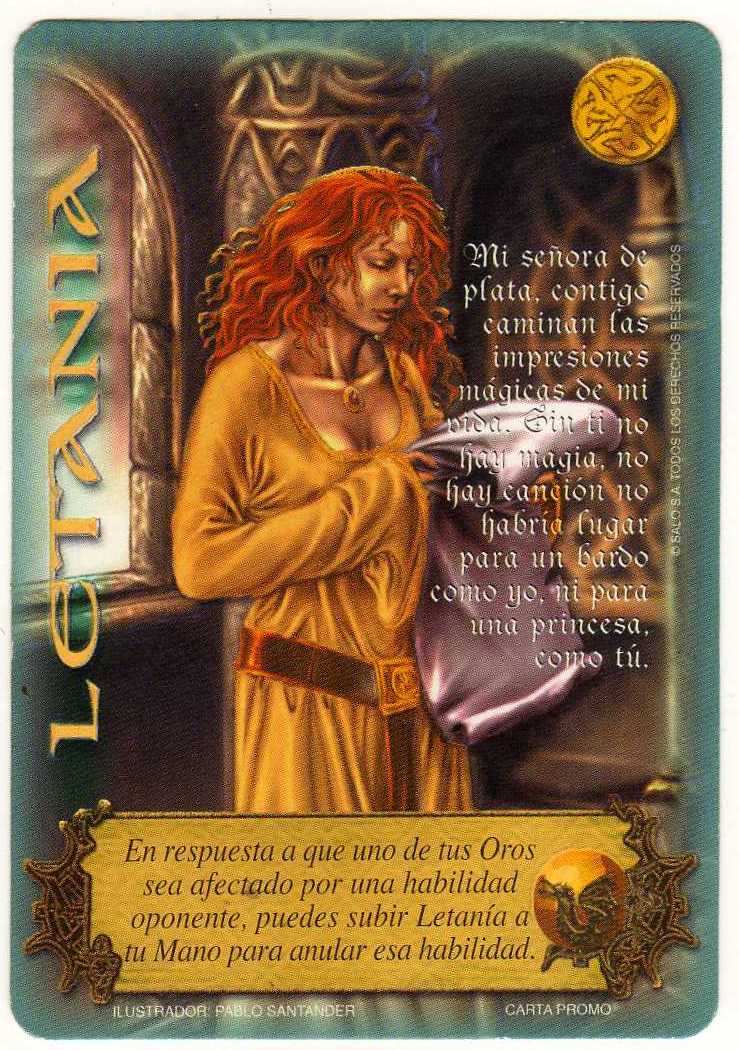 LETANIA
Mi señora de
plata, contigo
caminan las
impresiones
mágicas de mi
vida. Sin ti no
hay magia, no
hay canción no
habría lugar
para un bardo
como yo, ni para
una princesa,
como tú.
© SALO S.A. TODOS LOS DERECHOS RESERVADOS
En respuesta a que uno de tus Oros
sea afectado por una habilidad
oponente, puedes subir Letanía a
tu Mano para anular esa habilidad.
ILUSTRADOR: PABLO SANTANDER
CARTA PROMO